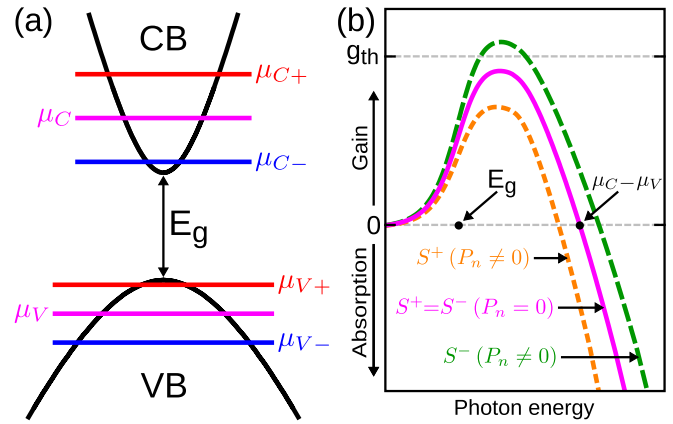 (a)
CB
μC+
μC
μC−
Eg
μV+
μV
μV−
VB
(b)
gth
Gain
0
Absorption
Eg
μC−μV
S⁺ (Pn ≠ 0)
S⁺=S⁻ (Pn = 0)
S⁻ (Pn ≠ 0)
Photon energy